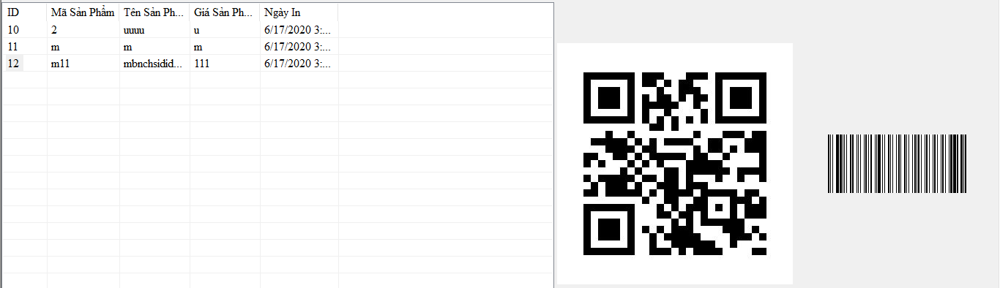 ID Mã Sản Phẩm Tên Sản Ph... Giá Sản Ph... Ngày In
10 2 uuuu u 6/17/2020 3:...
11 m m m 6/17/2020 3:...
12 m11 mbnchsidid... 111 6/17/2020 3:...